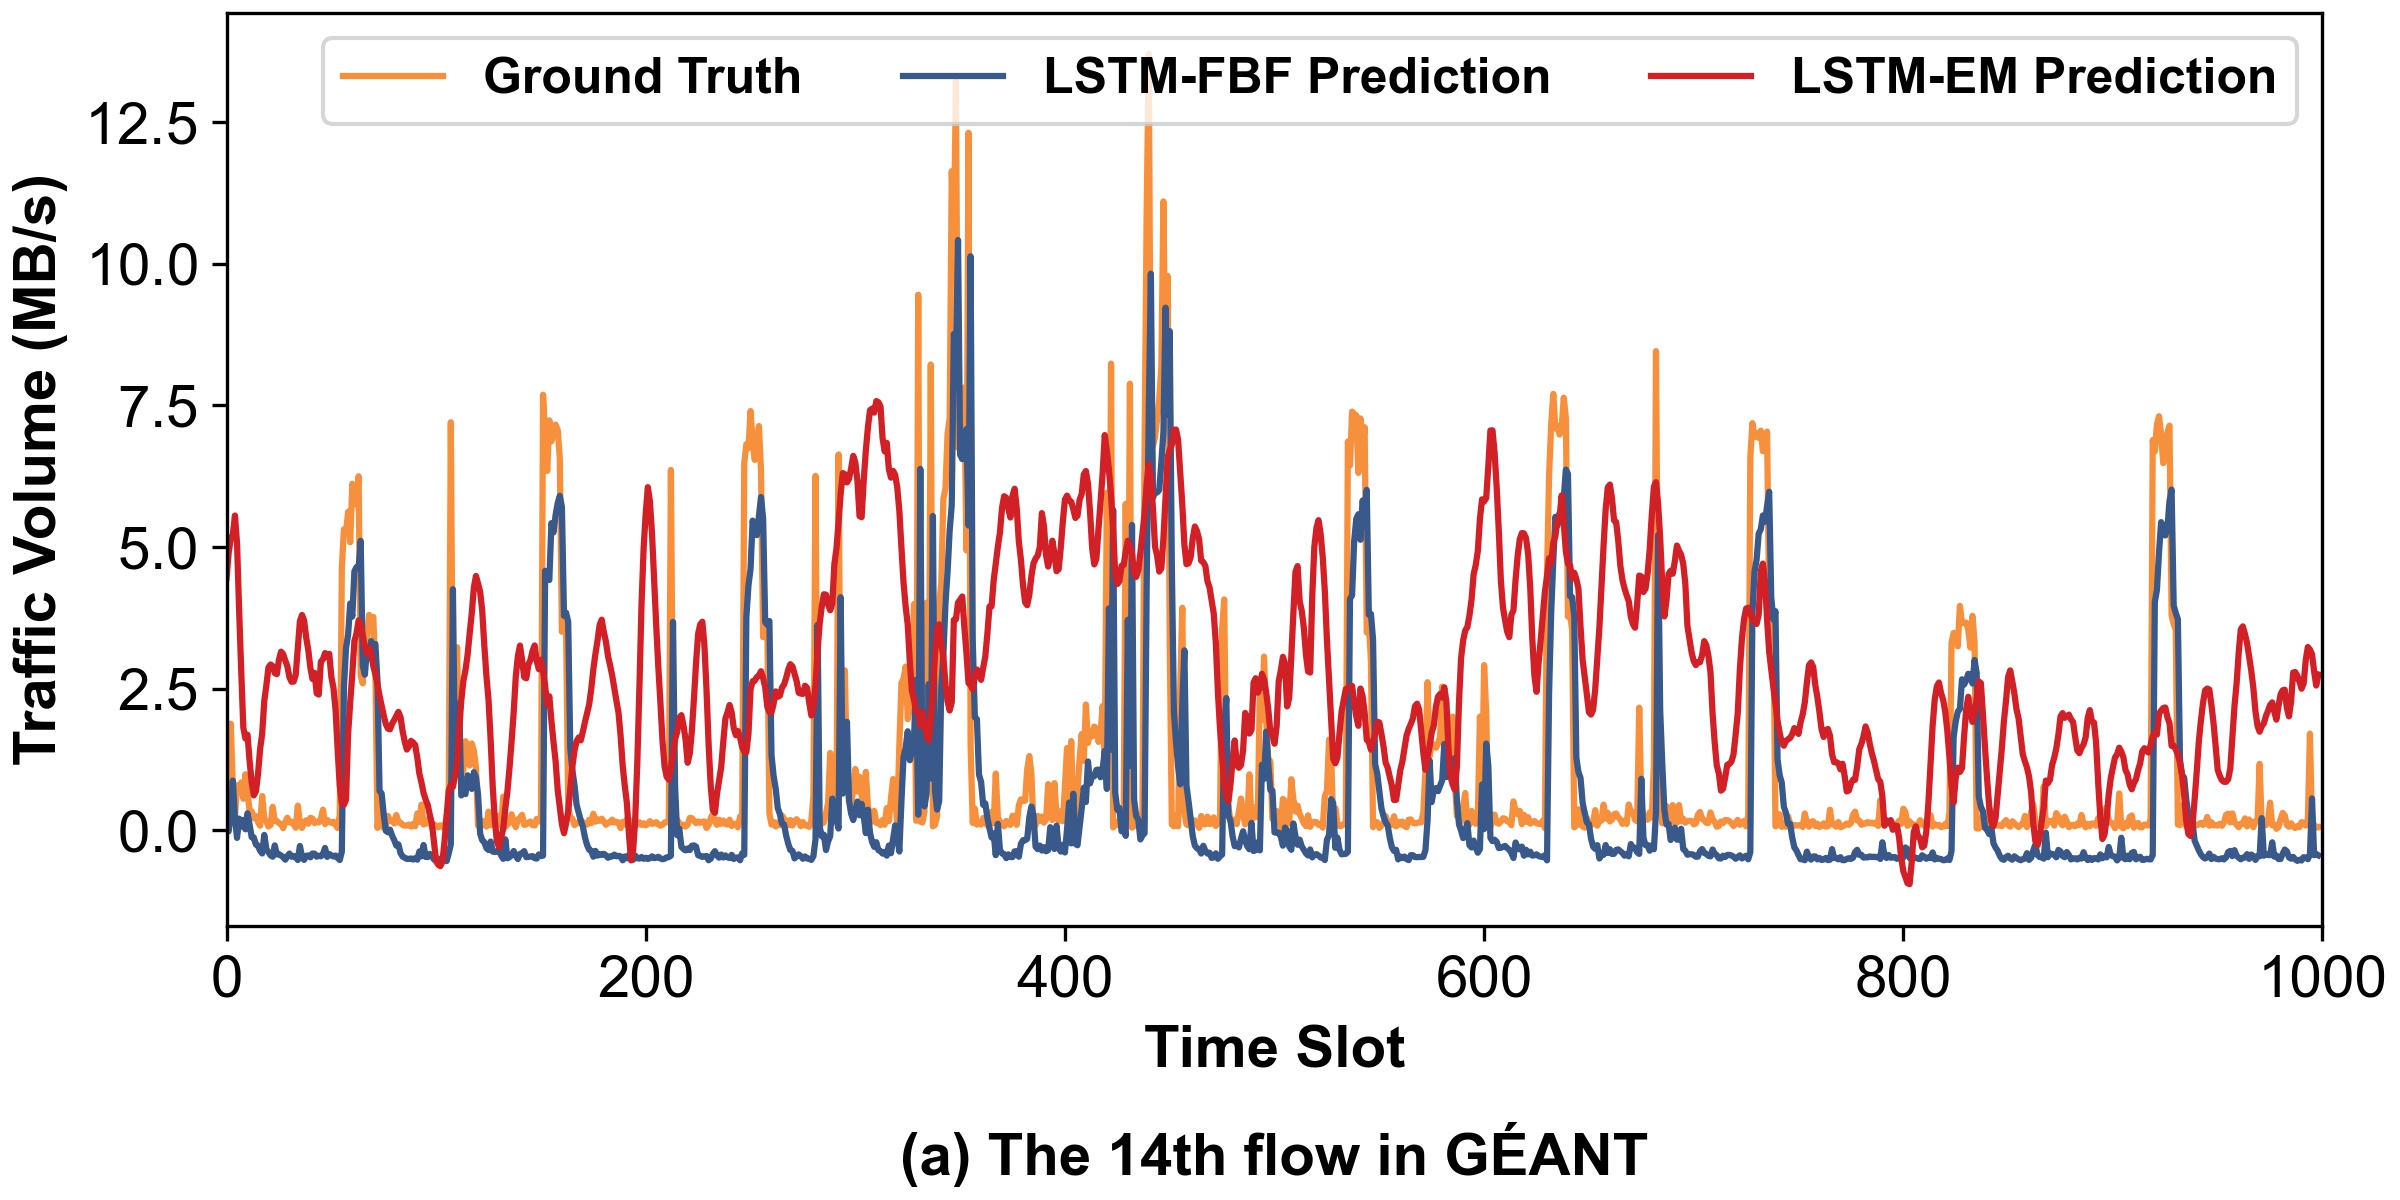 Ground Truth LSTM-FBF Prediction LSTM-EM Prediction
Traffic Volume (MB/s)
12.5
10.0
7.5
5.0
2.5
0.0
0 200 400 600 800 1000
Time Slot
(a) The 14th flow in GÉANT